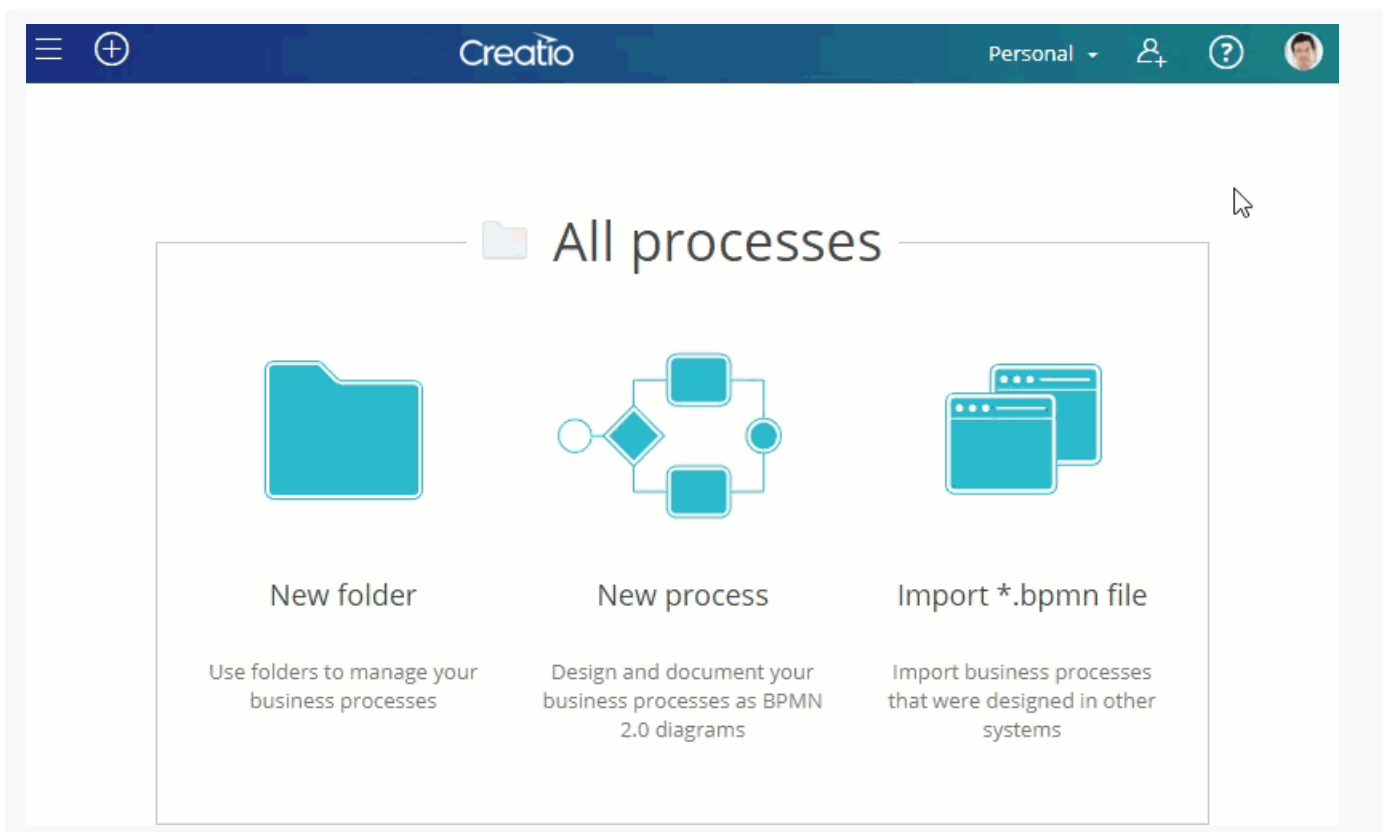 Creatio
Personal
All processes
New folder
New process
Import *.bpmn file
Use folders to manage your
business processes
Design and document your
business processes as BPMN
2.0 diagrams
Import business processes
that were designed in other
systems